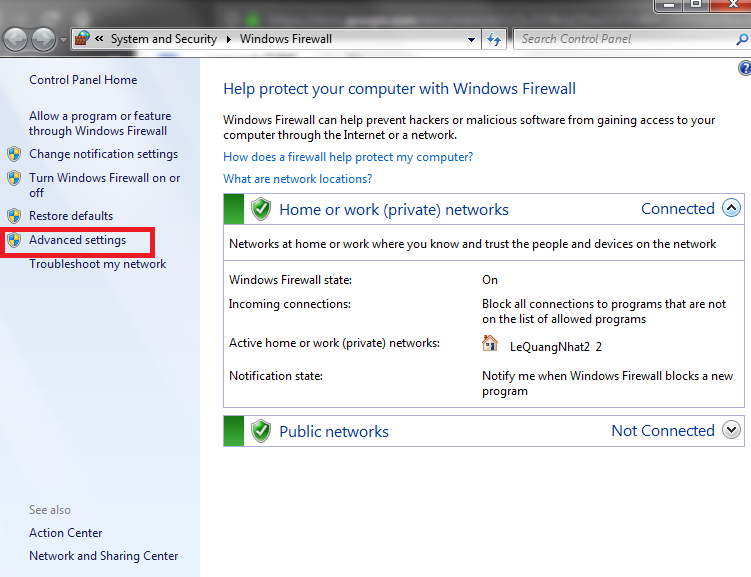 « System and Security ▸ Windows Firewall
Search Control Panel
Control Panel Home
Allow a program or feature
through Windows Firewall
Change notification settings
Turn Windows Firewall on or
off
Restore defaults
Advanced settings
Troubleshoot my network
See also
Action Center
Network and Sharing Center
Help protect your computer with Windows Firewall
Windows Firewall can help prevent hackers or malicious software from gaining access to your
computer through the Internet or a network.
How does a firewall help protect my computer?
What are network locations?
Home or work (private) networks Connected
Networks at home or work where you know and trust the people and devices on the network
Windows Firewall state: On
Incoming connections: Block all connections to programs that are not
on the list of allowed programs
Active home or work (private) networks: LeQuangNhat2 2
Notification state: Notify me when Windows Firewall blocks a new
program
Public networks Not Connected